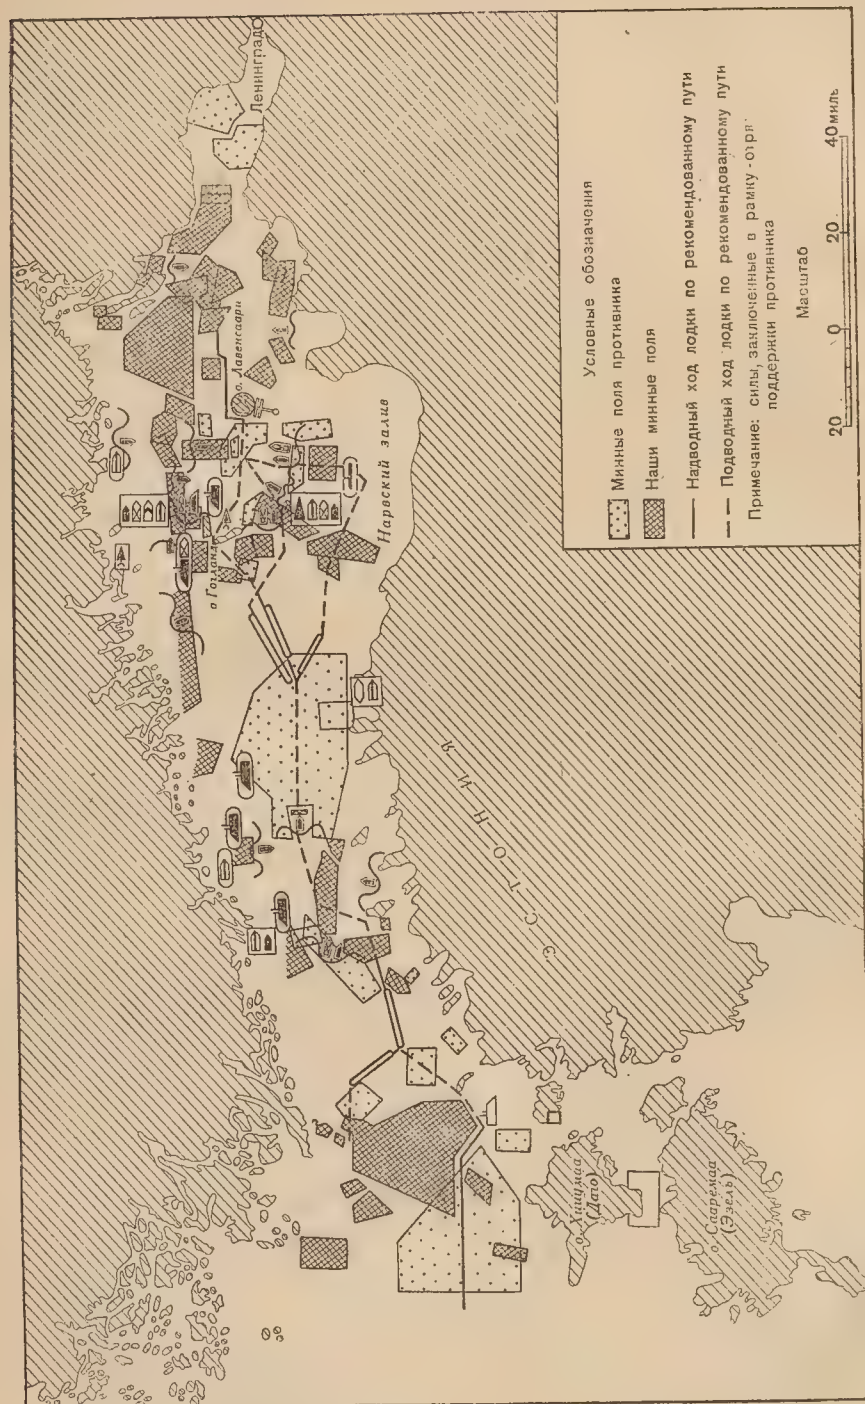 Ленинград
о. Лавенсаари
о Гогланд
Нарвский залив
ЭСТОНИЯ
о. Хииумаа
(Даго)
о. Сааремаа
(Эзель)
Условные обозначения
Минные поля противника
Наши минные поля
Надводный ход лодки по рекомендованному пути
Подводный ход лодки по рекомендованному пути
Примечание: силы, заключенные в рамку-отряд
поддержки противника
Масштаб
20 0 20 40 миль